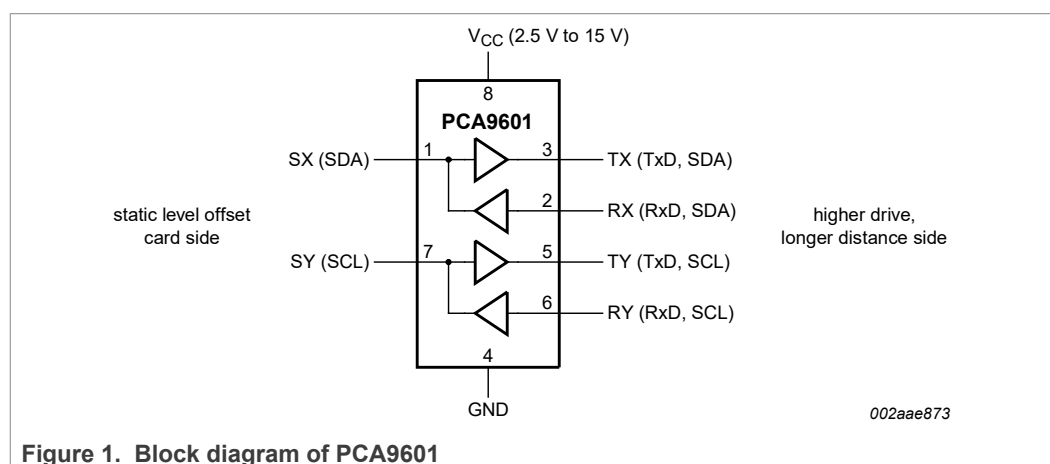 VCC (2.5 V to 15 V)
8
PCA9601
SX (SDA) 1 3 TX (TxD, SDA)
2 RX (RxD, SDA)
static level offset
card side
higher drive,
longer distance side
SY (SCL) 7 5 TY (TxD, SCL)
6 RY (RxD, SCL)
4
GND
002aae873
Figure 1. Block diagram of PCA9601